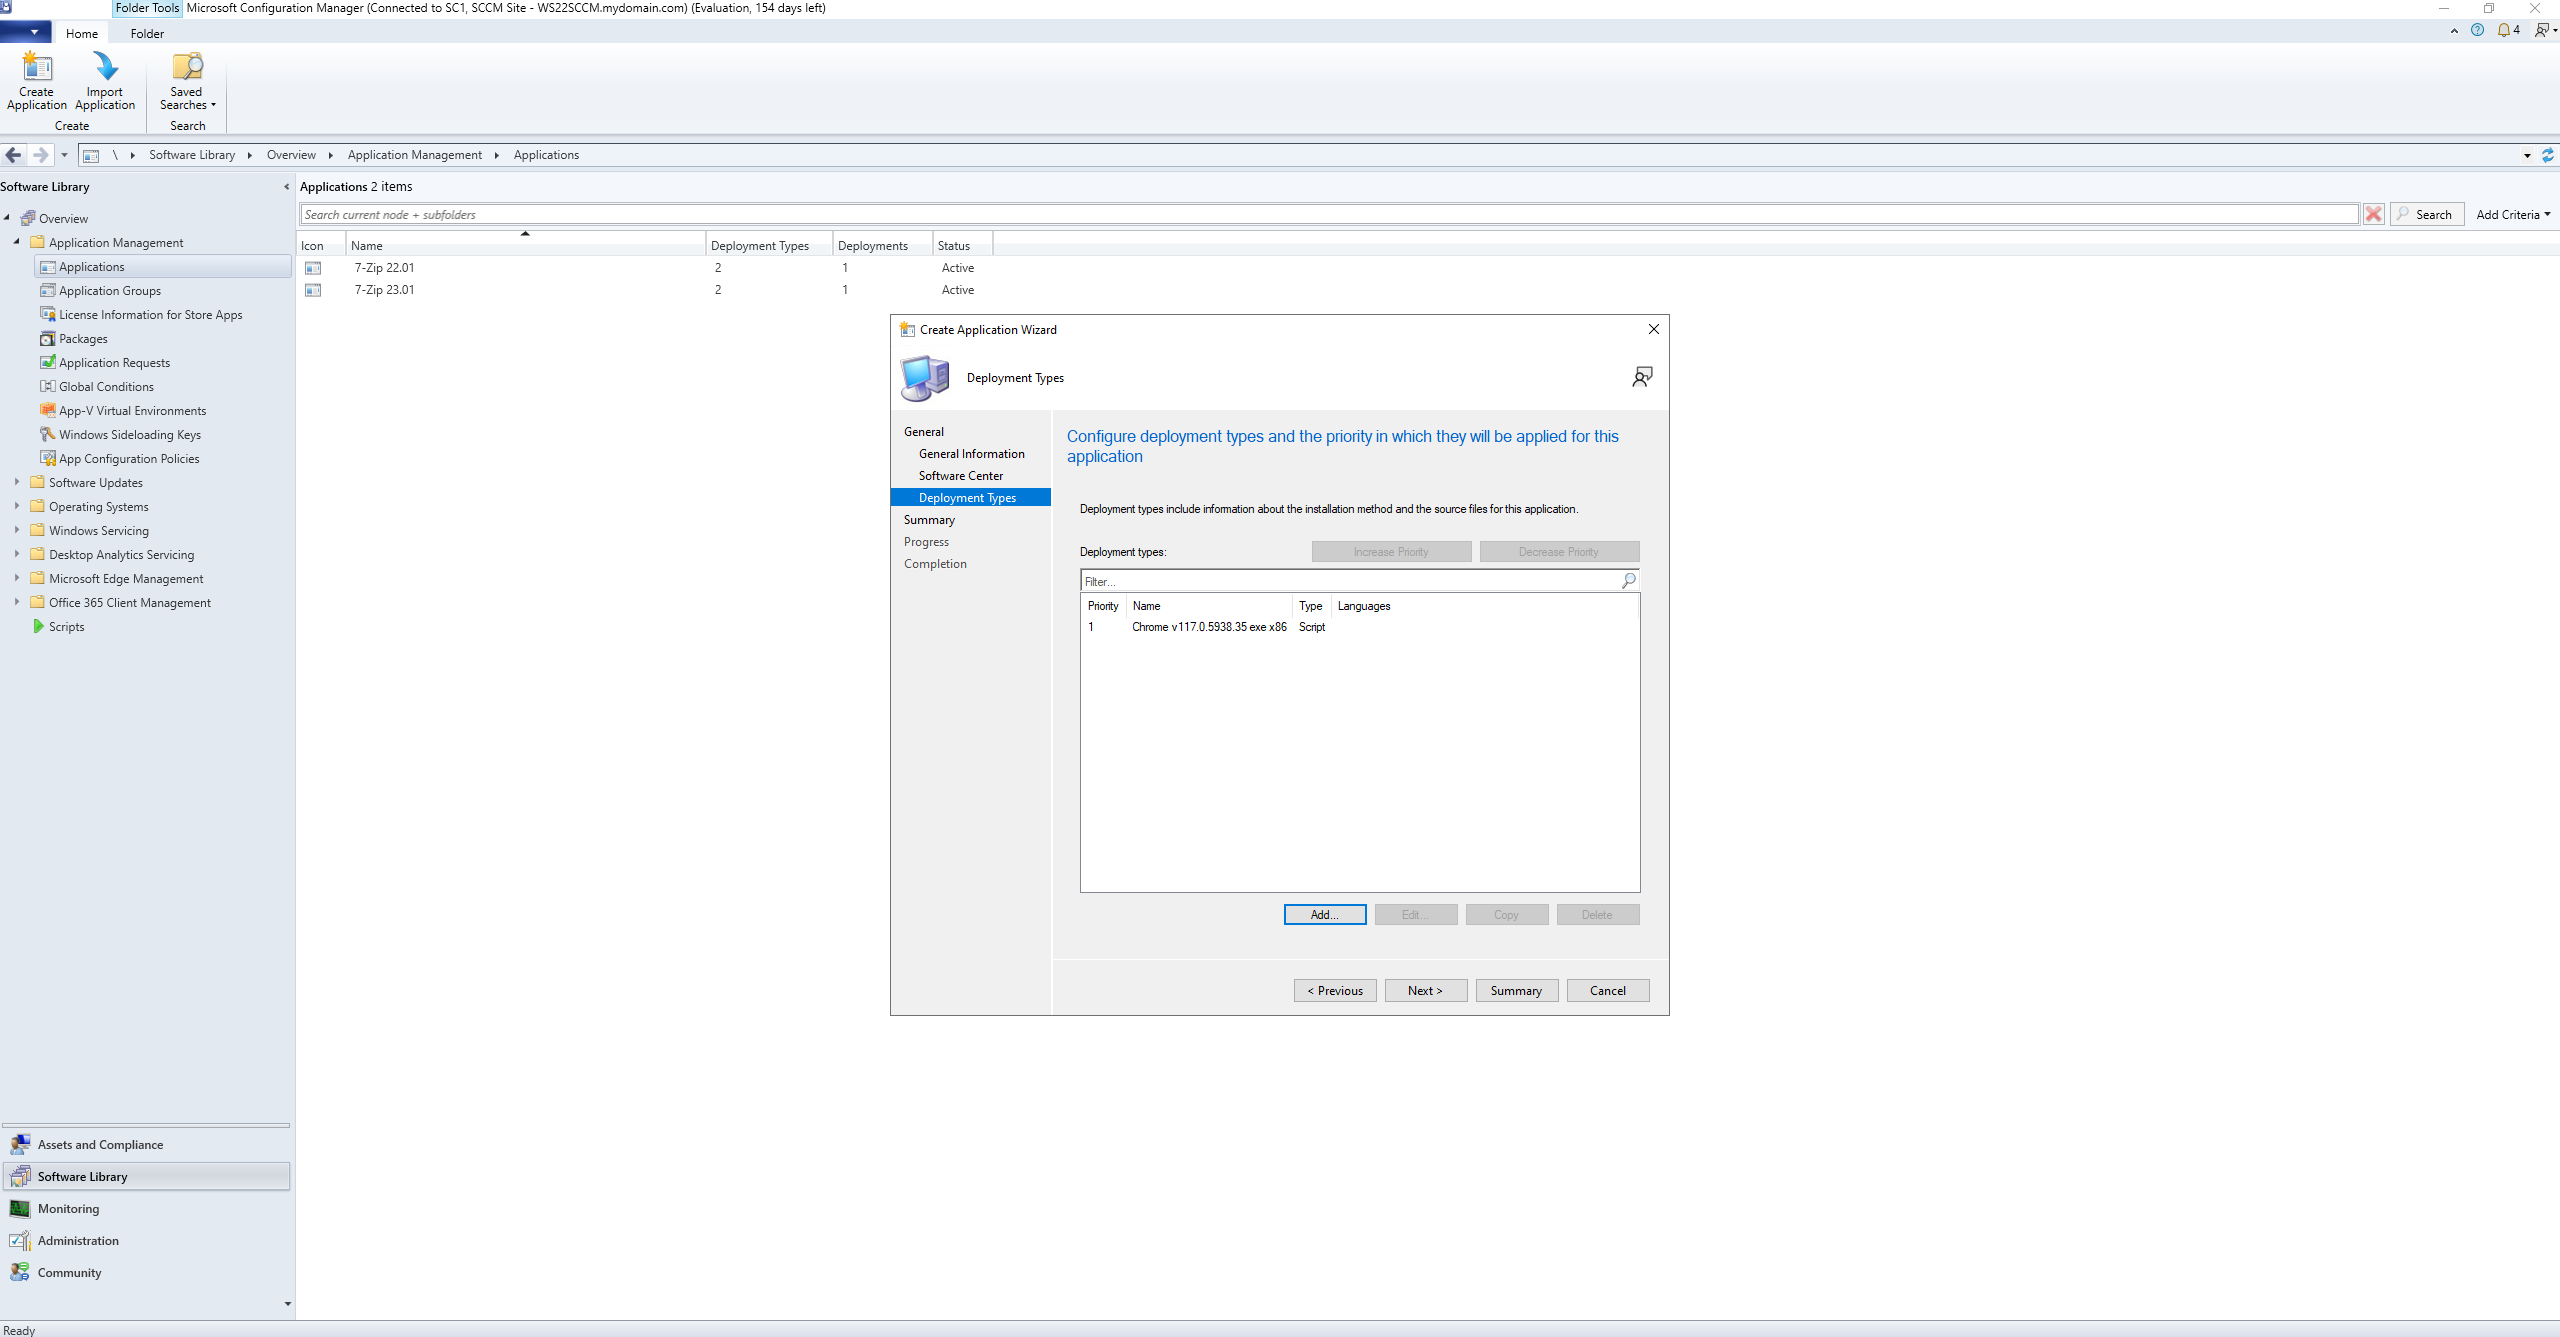 Folder Tools Microsoft Configuration Manager (Connected to SC1, SCCM Site - WS22SCCM.mydomain.com) (Evaluation, 154 days left)
Home Folder
4
Create Application
Import Application
Saved Searches
Create
Search
\ Software Library Overview Application Management Applications
Software Library
Overview
Application Management
Applications
Application Groups
License Information for Store Apps
Packages
Application Requests
Global Conditions
App-V Virtual Environments
Windows Sideloading Keys
App Configuration Policies
Software Updates
Operating Systems
Windows Servicing
Desktop Analytics Servicing
Microsoft Edge Management
Office 365 Client Management
Scripts
Assets and Compliance
Software Library
Monitoring
Administration
Community
Ready
Applications 2 items
Search current node + subfolders
Search Add Criteria
Icon Name Deployment Types Deployments Status
7-Zip 22.01 2 1 Active
7-Zip 23.01 2 1 Active
Create Application Wizard
Deployment Types
General
General Information
Software Center
Deployment Types
Summary
Progress
Completion
Configure deployment types and the priority in which they will be applied for this
application
Deployment types include information about the installation method and the source files for this application.
Deployment types: Increase Priority Decrease Priority
Filter...
Priority Name Type Languages
1 Chrome v117.0.5938.35 exe x86 Script
Add... Edit... Copy Delete
< Previous Next > Summary Cancel